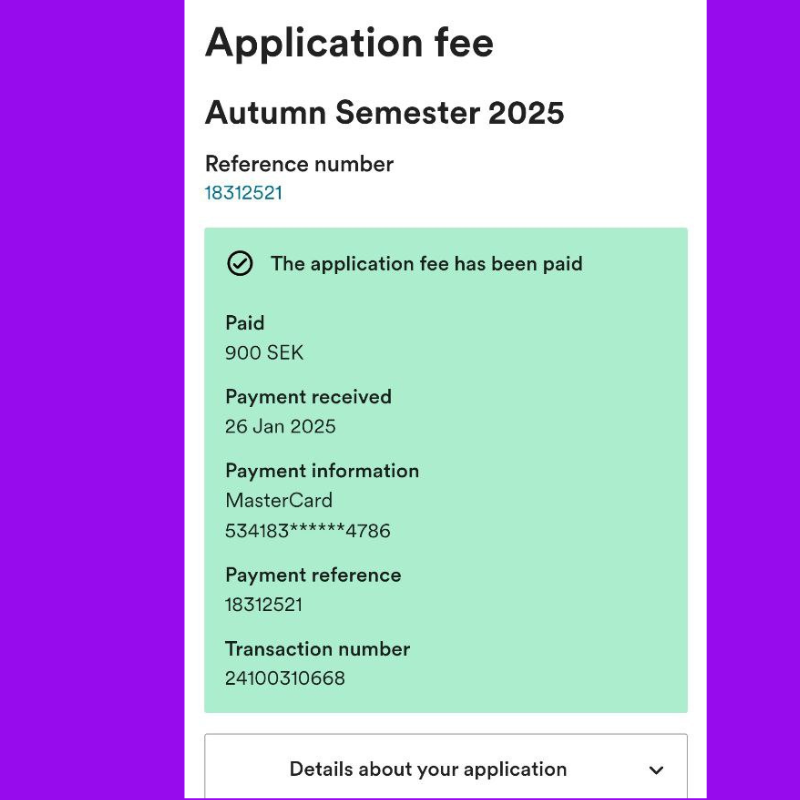 Application fee
Autumn Semester 2025
Reference number
18312521
The application fee has been paid
Paid
900 SEK
Payment received
26 Jan 2025
Payment information
MasterCard
534183******4786
Payment reference
18312521
Transaction number
24100310668
Details about your application